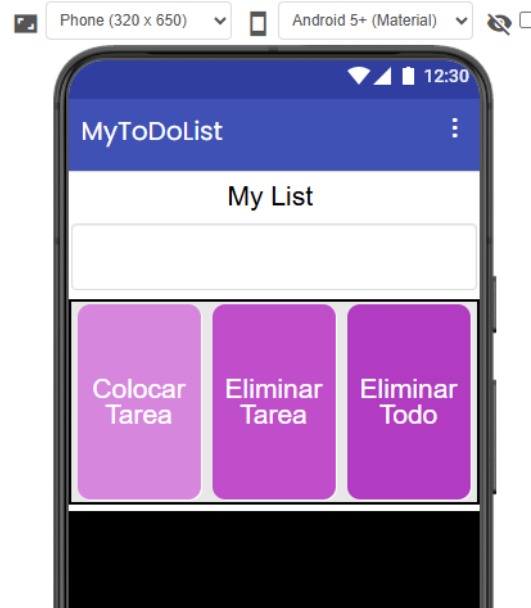 Phone (320 x 650)
Android 5+ (Material)
12:30
MyToDoList
My List
Colocar
Tarea
Eliminar
Tarea
Eliminar
Todo